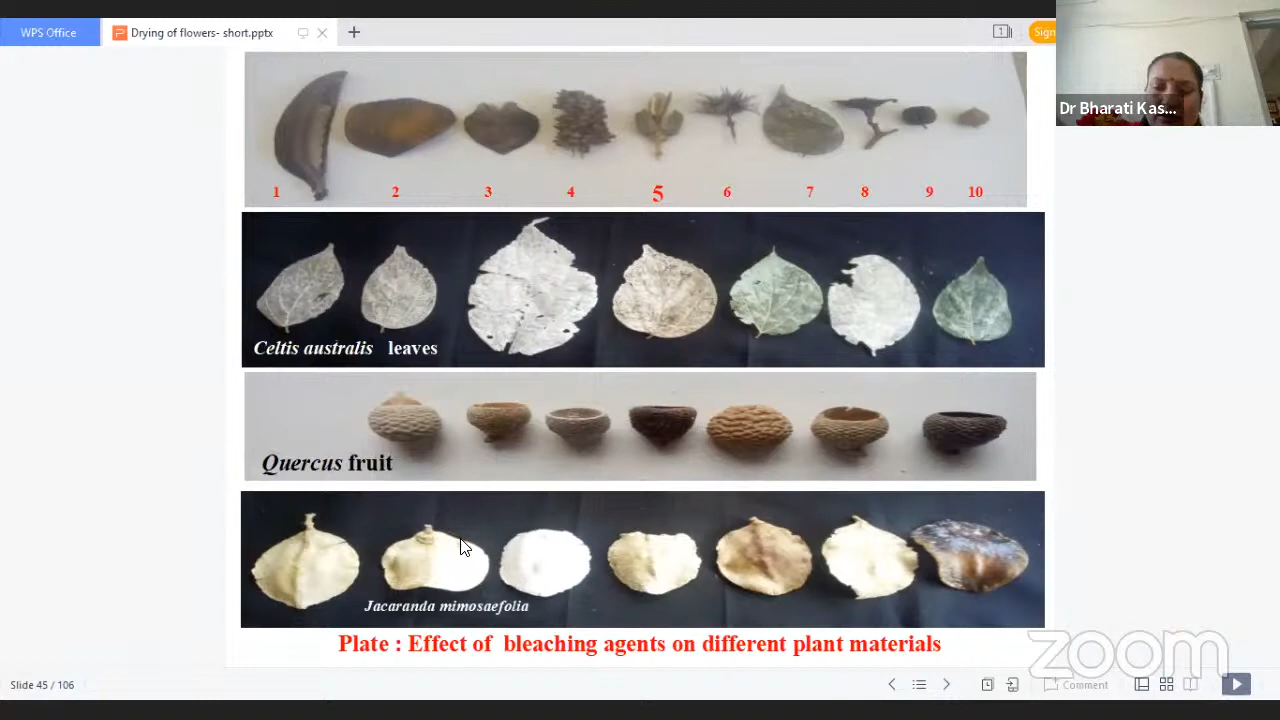 WPS Office
Drying of flowers- short.pptx
1
Sign
Dr Bharati Kas...
1 2 3 4 5 6 7 8 9 10
Celtis australis leaves
Quercus fruit
Jacaranda mimosaefolia
Plate : Effect of bleaching agents on different plant materials
zoom
Slide 45 / 106
Comment